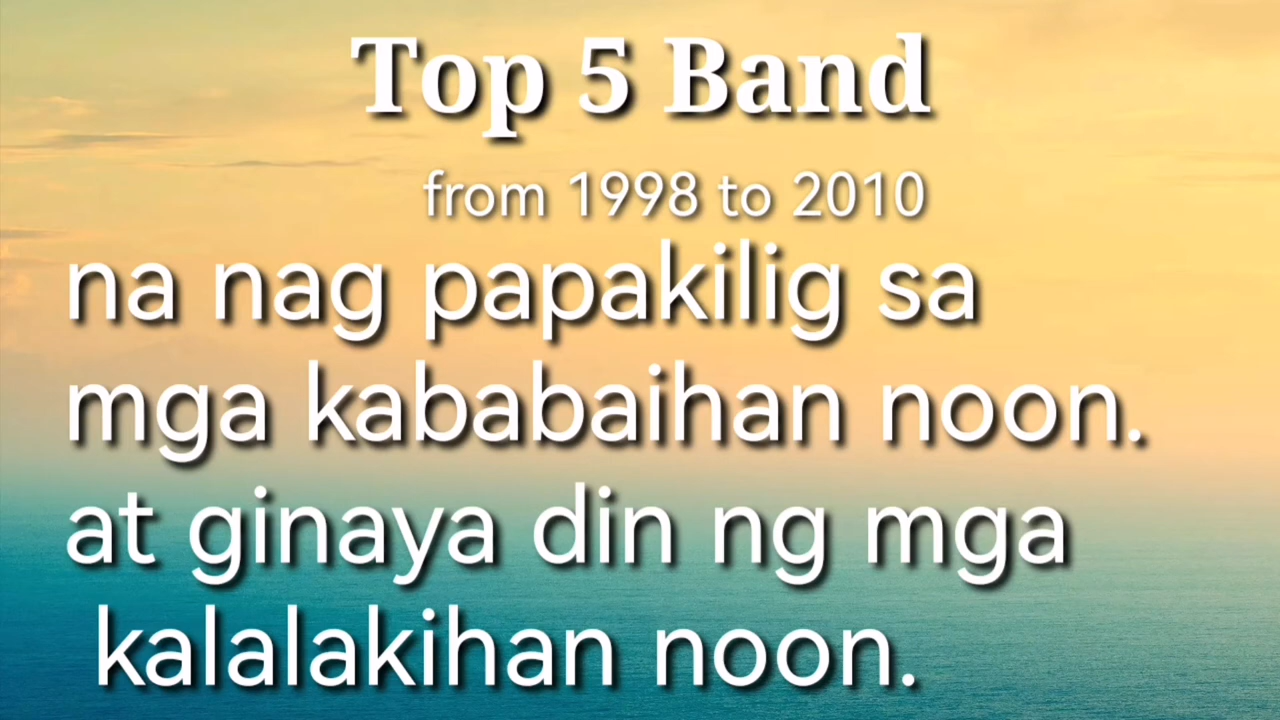 Top 5 Band
from 1998 to 2010
na nag papakilig sa
mga kababaihan noon.
at ginaya din ng mga
kalalakihan noon.